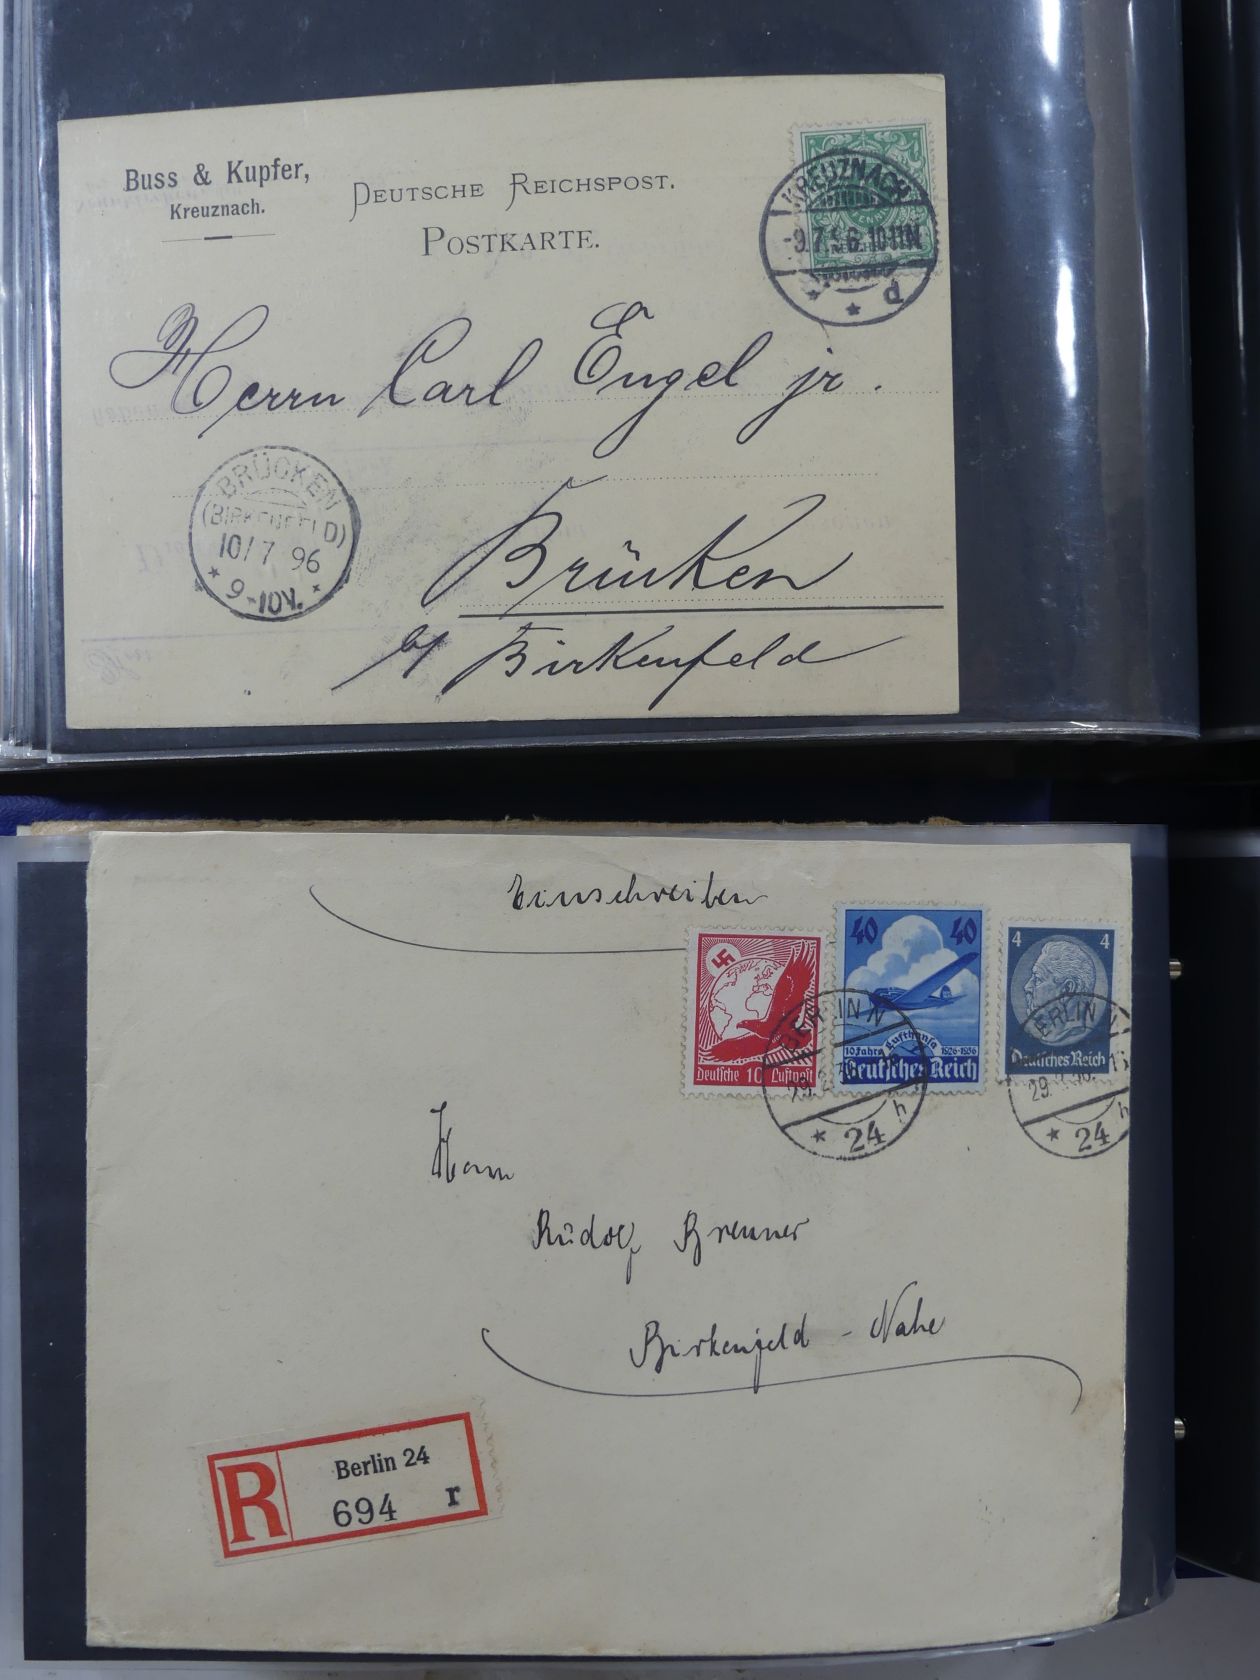 Buss & Kupfer,
Kreuznach.
Deutsche Reichspost.
Postkarte.
KREUZNACH
Herrn Carl Engel jr.
BRÜCKEN
(BIRKENFELD)
10/7 96
9-10V.
Brücken
b/ Birkenfeld
Einschreiben
40 40
4 4
10 Jahre Lufthansa 1926-1936
Deutsche 10 Luftpost
Deutsches Reich
Deutsches Reich
BERLIN N
24 h
ERLIN N
24 h
Herrn
Rudolf Brenner
Birkenfeld - Nahe
R
Berlin 24
694 r